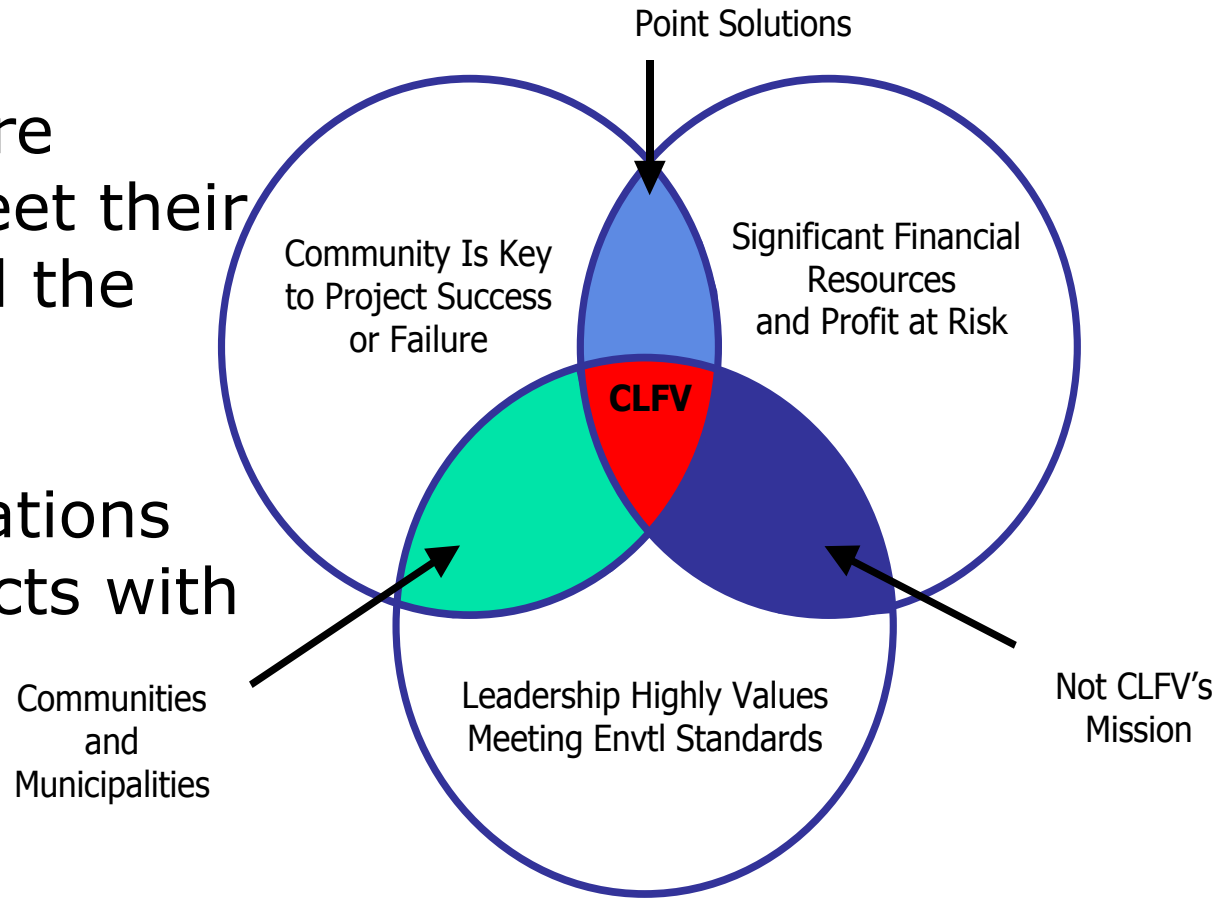 Point Solutions
re
eet their
d the
ations
cts with
Community Is Key
to Project Success
or Failure
Significant Financial
Resources
and Profit at Risk
CLFV
Communities
and
Municipalities
Leadership Highly Values
Meeting Envtl Standards
Not CLFV's
Mission